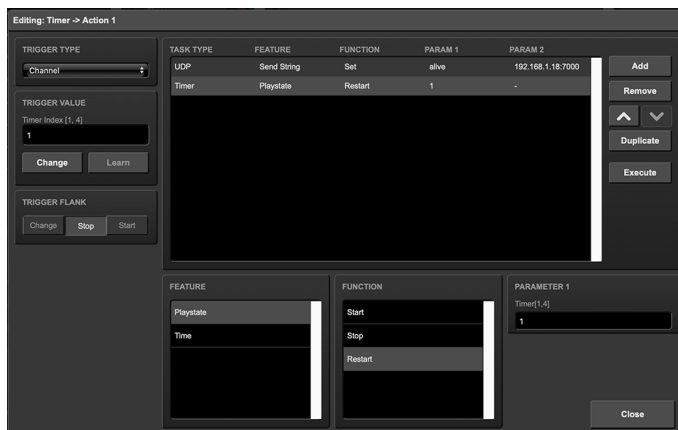 Editing: Timer -> Action 1
TRIGGER TYPE
Channel
TRIGGER VALUE
Timer Index [1, 4]
1
Change Learn
TRIGGER FLANK
Change Stop Start
TASK TYPE FEATURE FUNCTION PARAM 1 PARAM 2
UDP Send String Set alive 192.168.1.18:7000
Timer Playstate Restart 1 -
Add
Remove
Duplicate
Execute
FEATURE
Playstate
Time
FUNCTION
Start
Stop
Restart
PARAMETER 1
Timer[1,4]
1
Close